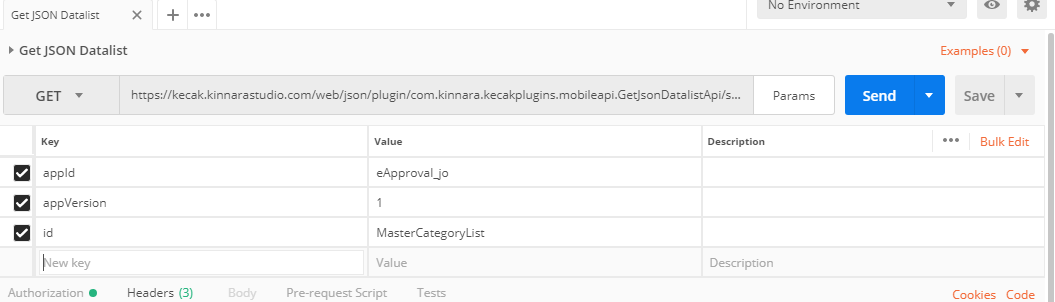 Get JSON Datalist
No Environment
Get JSON Datalist
Examples (0)
GET https://kecak.kinnarastudio.com/web/json/plugin/com.kinnara.kecakplugins.mobileapi.GetJsonDatalistApi/s... Params Send Save
Key Value Description Bulk Edit
appId eApproval_jo
appVersion 1
id MasterCategoryList
New key Value Description
Authorization Headers (3) Body Pre-request Script Tests Cookies Code